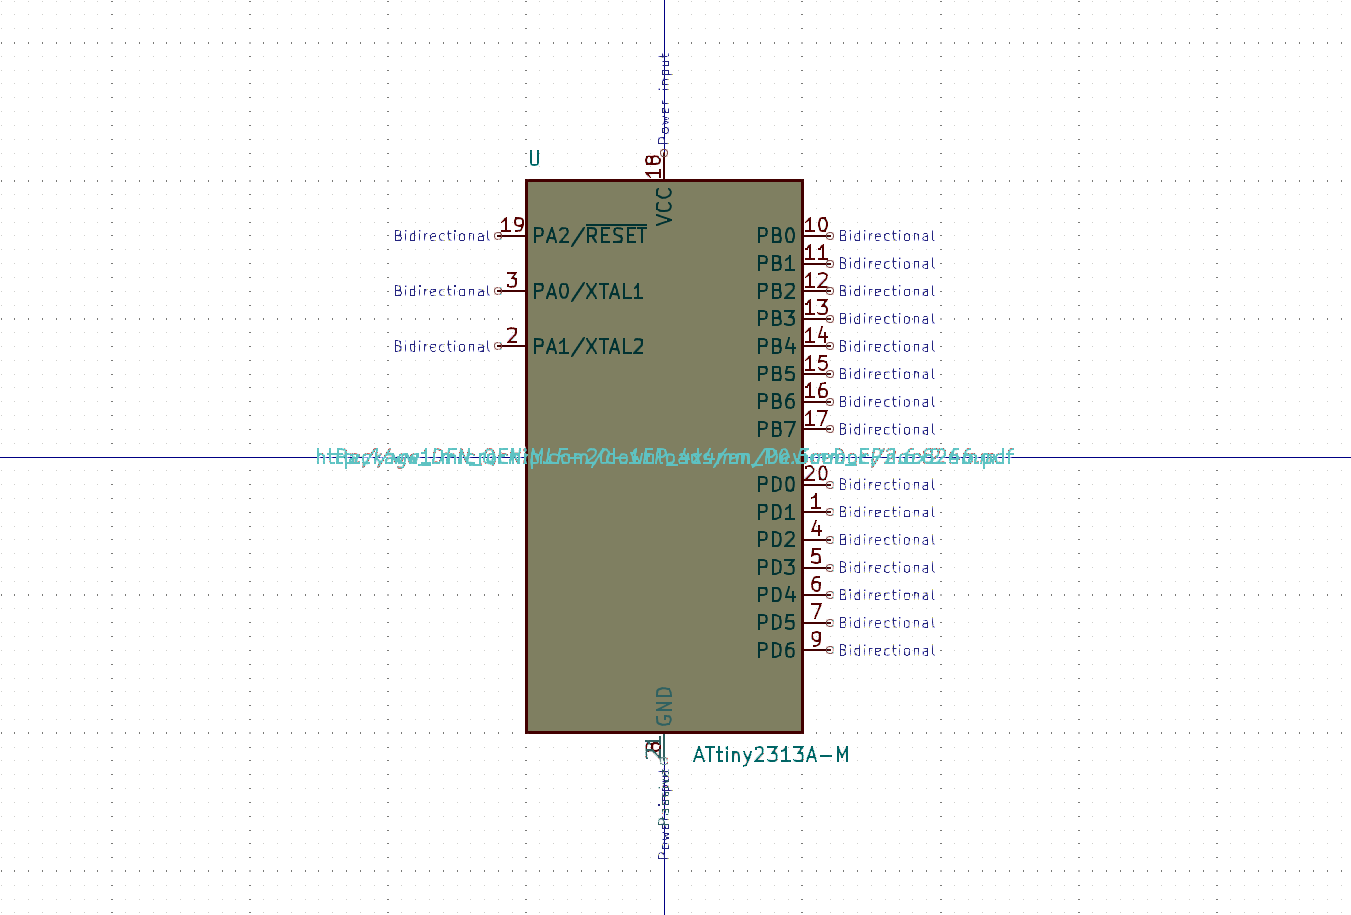 Power input
18
U
VCC
19 PA2/RESET Bidirectional
3 PA0/XTAL1 Bidirectional
2 PA1/XTAL2 Bidirectional
PB0 10 Bidirectional
PB1 11 Bidirectional
PB2 12 Bidirectional
PB3 13 Bidirectional
PB4 14 Bidirectional
PB5 15 Bidirectional
PB6 16 Bidirectional
PB7 17 Bidirectional
PD0 20 Bidirectional
PD1 1 Bidirectional
PD2 4 Bidirectional
PD3 5 Bidirectional
PD4 6 Bidirectional
PD5 7 Bidirectional
PD6 9 Bidirectional
GND
8
21
ATtiny2313A-M
Power input